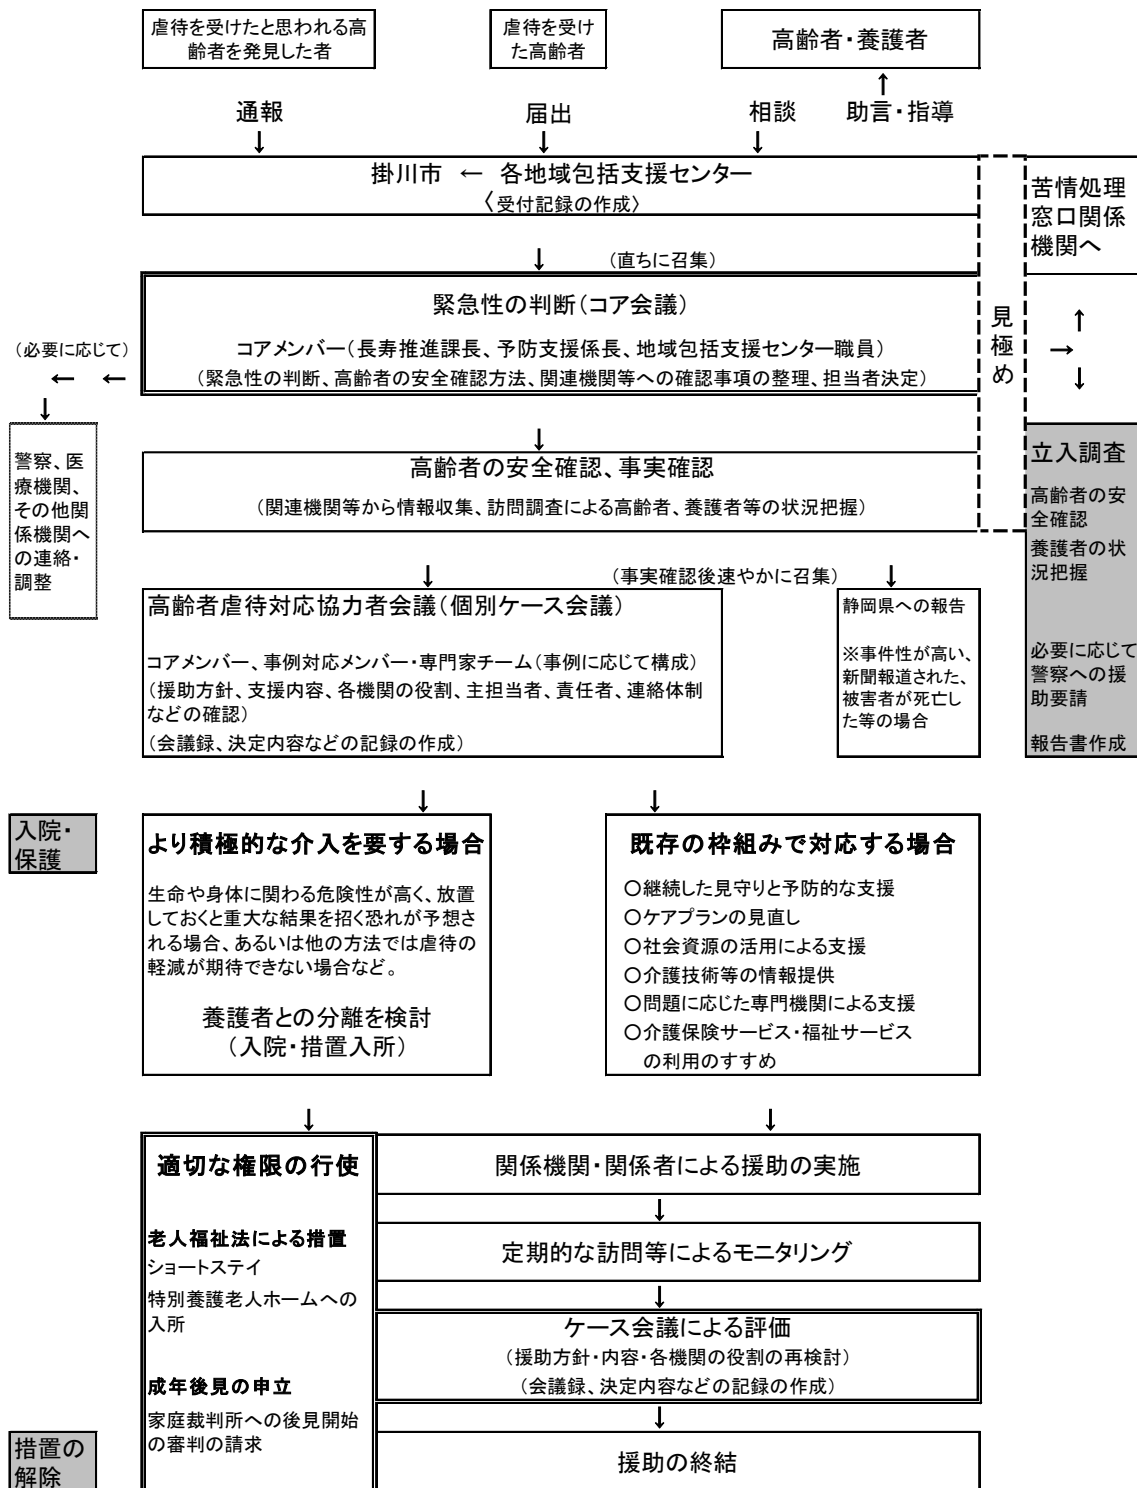 虐待を受けたと思われる高
齢者を発見した者
虐待を受け
た高齢者
高齢者・養護者
↑
通報
届出
相談
助言・指導
↓
↓
↓
掛川市 ← 各地域包括支援センター
〈受付記録の作成〉
苦情処理
窓口関係
機関へ
↓
(直ちに召集)
緊急性の判断(コア会議)
コアメンバー(長寿推進課長、予防支援係長、地域包括支援センター職員)
(緊急性の判断、高齢者の安全確認方法、関連機関等への確認事項の整理、担当者決定)
見
極
め
↑
→
↓
(必要に応じて)
← ←
↓
警察、医
療機関、
その他関
係機関へ
の連絡・
調整
↓
高齢者の安全確認、事実確認
(関連機関等から情報収集、訪問調査による高齢者、養護者等の状況把握)
立入調査
高齢者の安
全確認
養護者の状
況把握
必要に応じて
警察への援
助要請
報告書作成
↓
(事実確認後速やかに召集)
↓
高齢者虐待対応協力者会議(個別ケース会議)
コアメンバー、事例対応メンバー・専門家チーム(事例に応じて構成)
(援助方針、支援内容、各機関の役割、主担当者、責任者、連絡体制
などの確認)
(会議録、決定内容などの記録の作成)
静岡県への報告
※事件性が高い、
新聞報道された、
被害者が死亡し
た等の場合
↓
↓
入院・
保護
より積極的な介入を要する場合
生命や身体に関わる危険性が高く、放置
しておくと重大な結果を招く恐れが予想さ
れる場合、あるいは他の方法では虐待の
軽減が期待できない場合など。
養護者との分離を検討
(入院・措置入所)
既存の枠組みで対応する場合
○継続した見守りと予防的な支援
○ケアプランの見直し
○社会資源の活用による支援
○介護技術等の情報提供
○問題に応じた専門機関による支援
○介護保険サービス・福祉サービス
の利用のすすめ
↓
↓
適切な権限の行使
老人福祉法による措置
ショートステイ
特別養護老人ホームへの
入所
成年後見の申立
家庭裁判所への後見開始
の審判の請求
関係機関・関係者による援助の実施
↓
定期的な訪問等によるモニタリング
↓
ケース会議による評価
(援助方針・内容・各機関の役割の再検討)
(会議録、決定内容などの記録の作成)
↓
援助の終結
措置の
解除